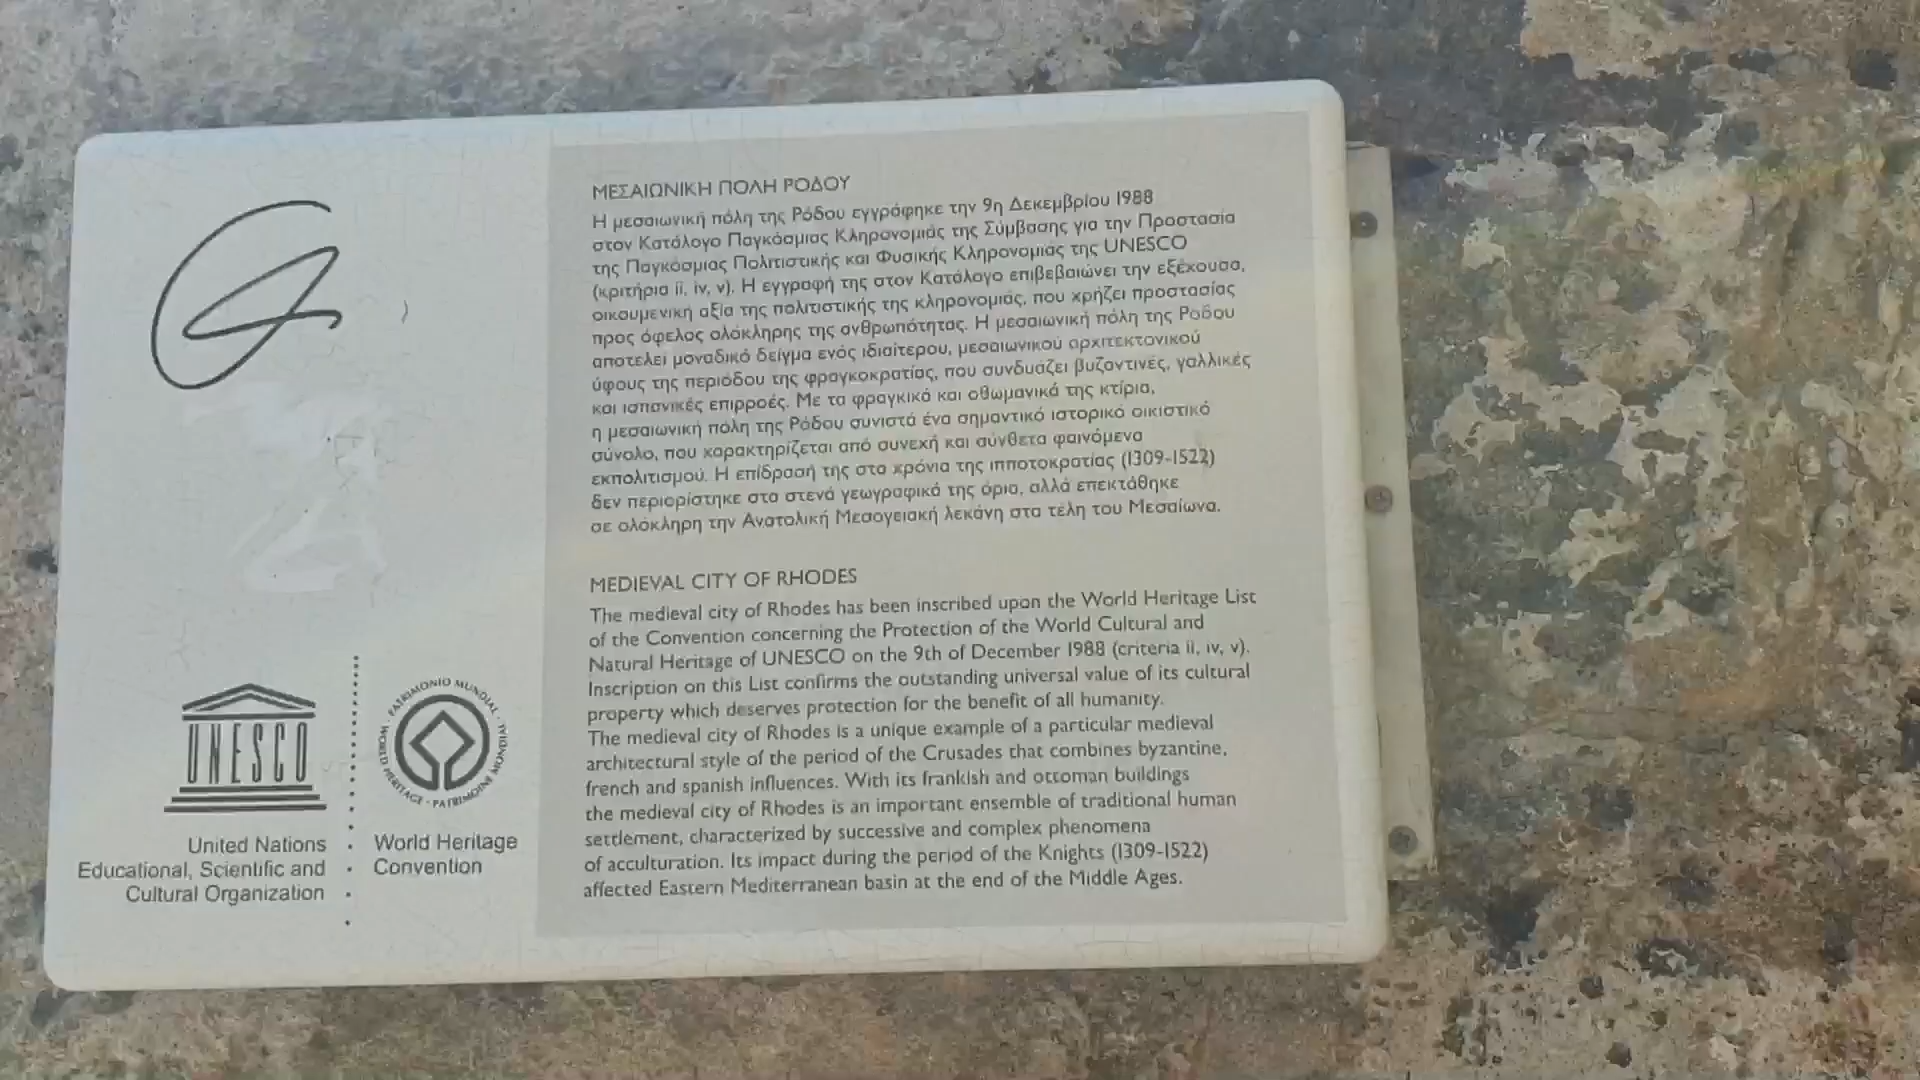 ΜΕΣΑΙΩΝΙΚΗ ΠΟΛΗ ΡΟΔΟΥ
Η μεσαιωνική πόλη της Ρόδου εγγράφηκε την 9η Δεκεμβρίου 1988
στον Κατάλογο Παγκόσμιας Κληρονομιάς της Σύμβασης για την Προστασία
της Παγκόσμιας Πολιτιστικής και Φυσικής Κληρονομιάς της UNESCO
(κριτήρια ii, iv, v). Η εγγραφή της στον Κατάλογο επιβεβαιώνει την εξέχουσα,
οικουμενική αξία της πολιτιστικής της κληρονομιάς, που χρήζει προστασίας
προς όφελος ολόκληρης της ανθρωπότητας. Η μεσαιωνική πόλη της Ρόδου
αποτελεί μοναδικό δείγμα ενός ιδιαίτερου, μεσαιωνικού αρχιτεκτονικού
ύφους της περιόδου της φραγκοκρατίας, που συνδυάζει βυζαντινές, γαλλικές
και ισπανικές επιρροές. Με τα φραγκικά και οθωμανικά της κτίρια,
η μεσαιωνική πόλη της Ρόδου συνιστά ένα σημαντικό ιστορικό οικιστικό
σύνολο, που χαρακτηρίζεται από συνεχή και σύνθετα φαινόμενα
εκπολιτισμού. Η επίδρασή της στα χρόνια της ιπποτοκρατίας (1309-1522)
δεν περιορίστηκε στα στενά γεωγραφικά της όρια, αλλά επεκτάθηκε
σε ολόκληρη την Ανατολική Μεσογειακή λεκάνη στα τέλη του Μεσαίωνα.
MEDIEVAL CITY OF RHODES
The medieval city of Rhodes has been inscribed upon the World Heritage List
of the Convention concerning the Protection of the World Cultural and
Natural Heritage of UNESCO on the 9th of December 1988 (criteria ii, iv, v).
Inscription on this List confirms the outstanding universal value of its cultural
property which deserves protection for the benefit of all humanity.
The medieval city of Rhodes is a unique example of a particular medieval
architectural style of the period of the Crusades that combines byzantine,
french and spanish influences. With its frankish and ottoman buildings
the medieval city of Rhodes is an important ensemble of traditional human
settlement, characterized by successive and complex phenomena
of acculturation. Its impact during the period of the Knights (1309-1522)
affected Eastern Mediterranean basin at the end of the Middle Ages.
UNESCO
United Nations
Educational, Scientific and
Cultural Organization
WORLD HERITAGE · PATRIMONIO MUNDIAL · PATRIMOINE MONDIAL ·
World Heritage
Convention